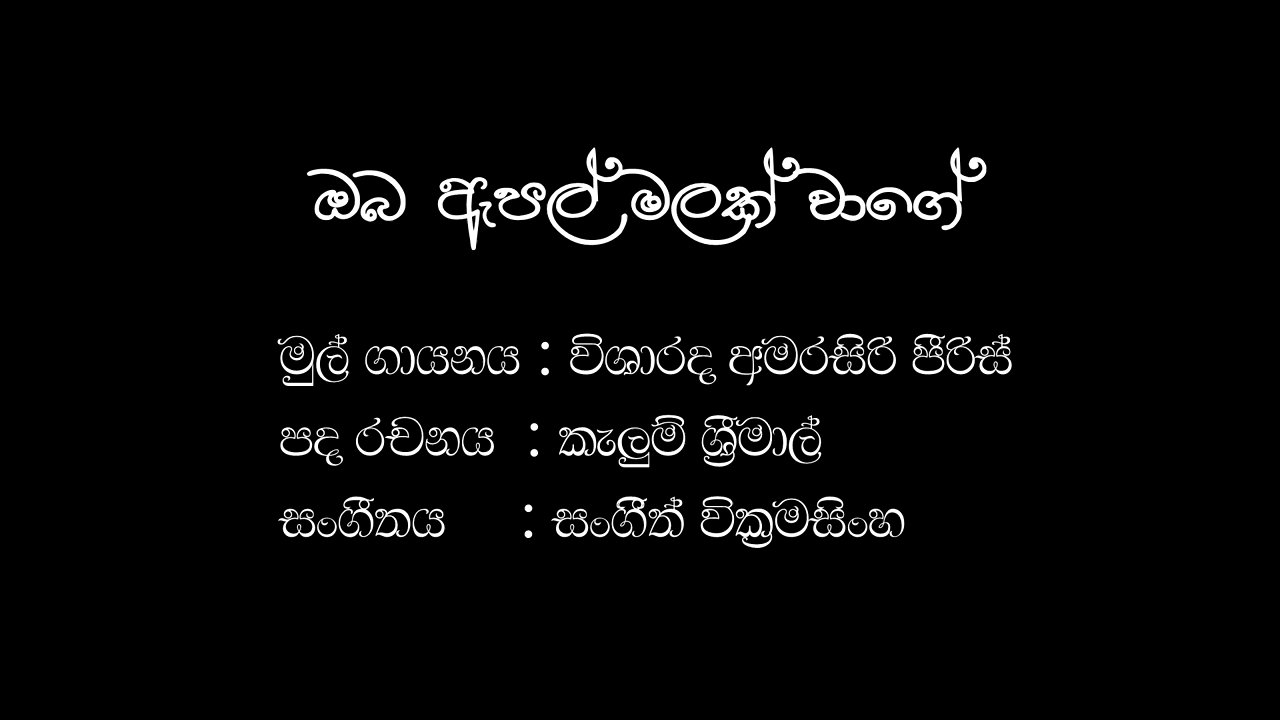 ඔබ ඇපල් මලක් වාගේ
මුල් ගායනය : විශාරද අමරසිරි පීරිස්
පද රචනය : කැලුම් ශ්‍රීමාල්
සංගීතය : සංගීත් වික්‍රමසිංහ